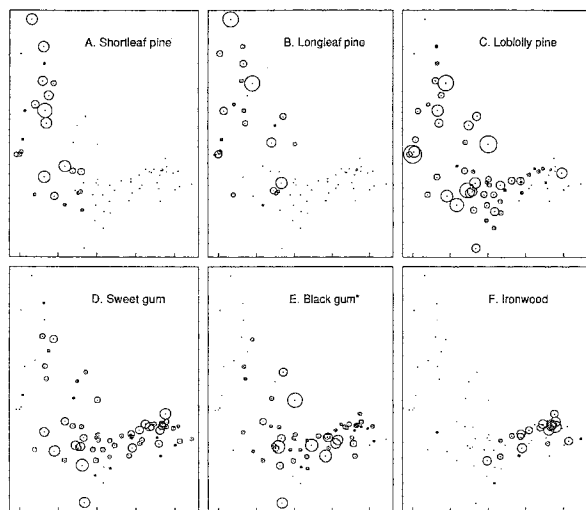 A. Shortleaf pine
B. Longleaf pine
C. Loblolly pine
D. Sweet gum
E. Black gum*
F. Ironwood